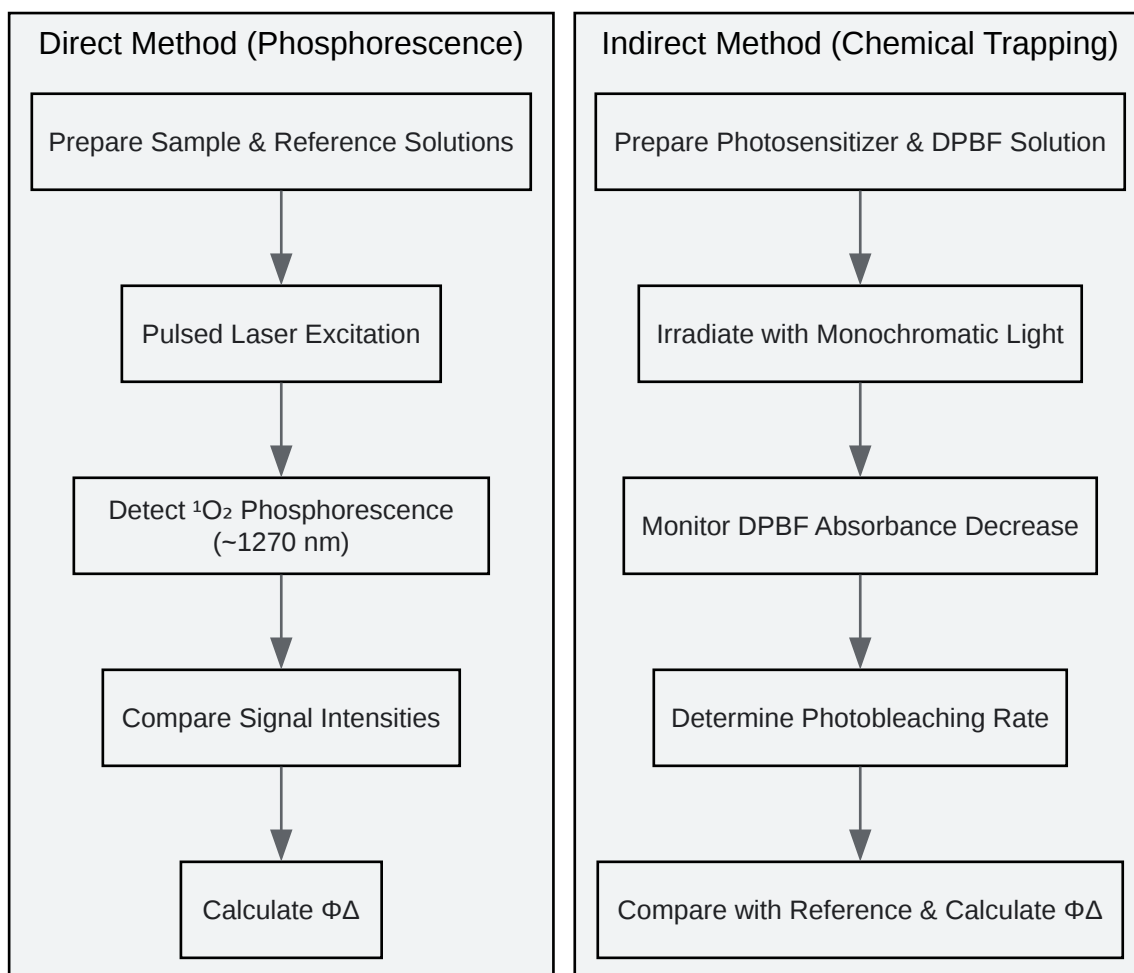 Direct Method (Phosphorescence)
Prepare Sample & Reference Solutions
Pulsed Laser Excitation
Detect ¹O₂ Phosphorescence
(~1270 nm)
Compare Signal Intensities
Calculate ΦΔ
Indirect Method (Chemical Trapping)
Prepare Photosensitizer & DPBF Solution
Irradiate with Monochromatic Light
Monitor DPBF Absorbance Decrease
Determine Photobleaching Rate
Compare with Reference & Calculate ΦΔ